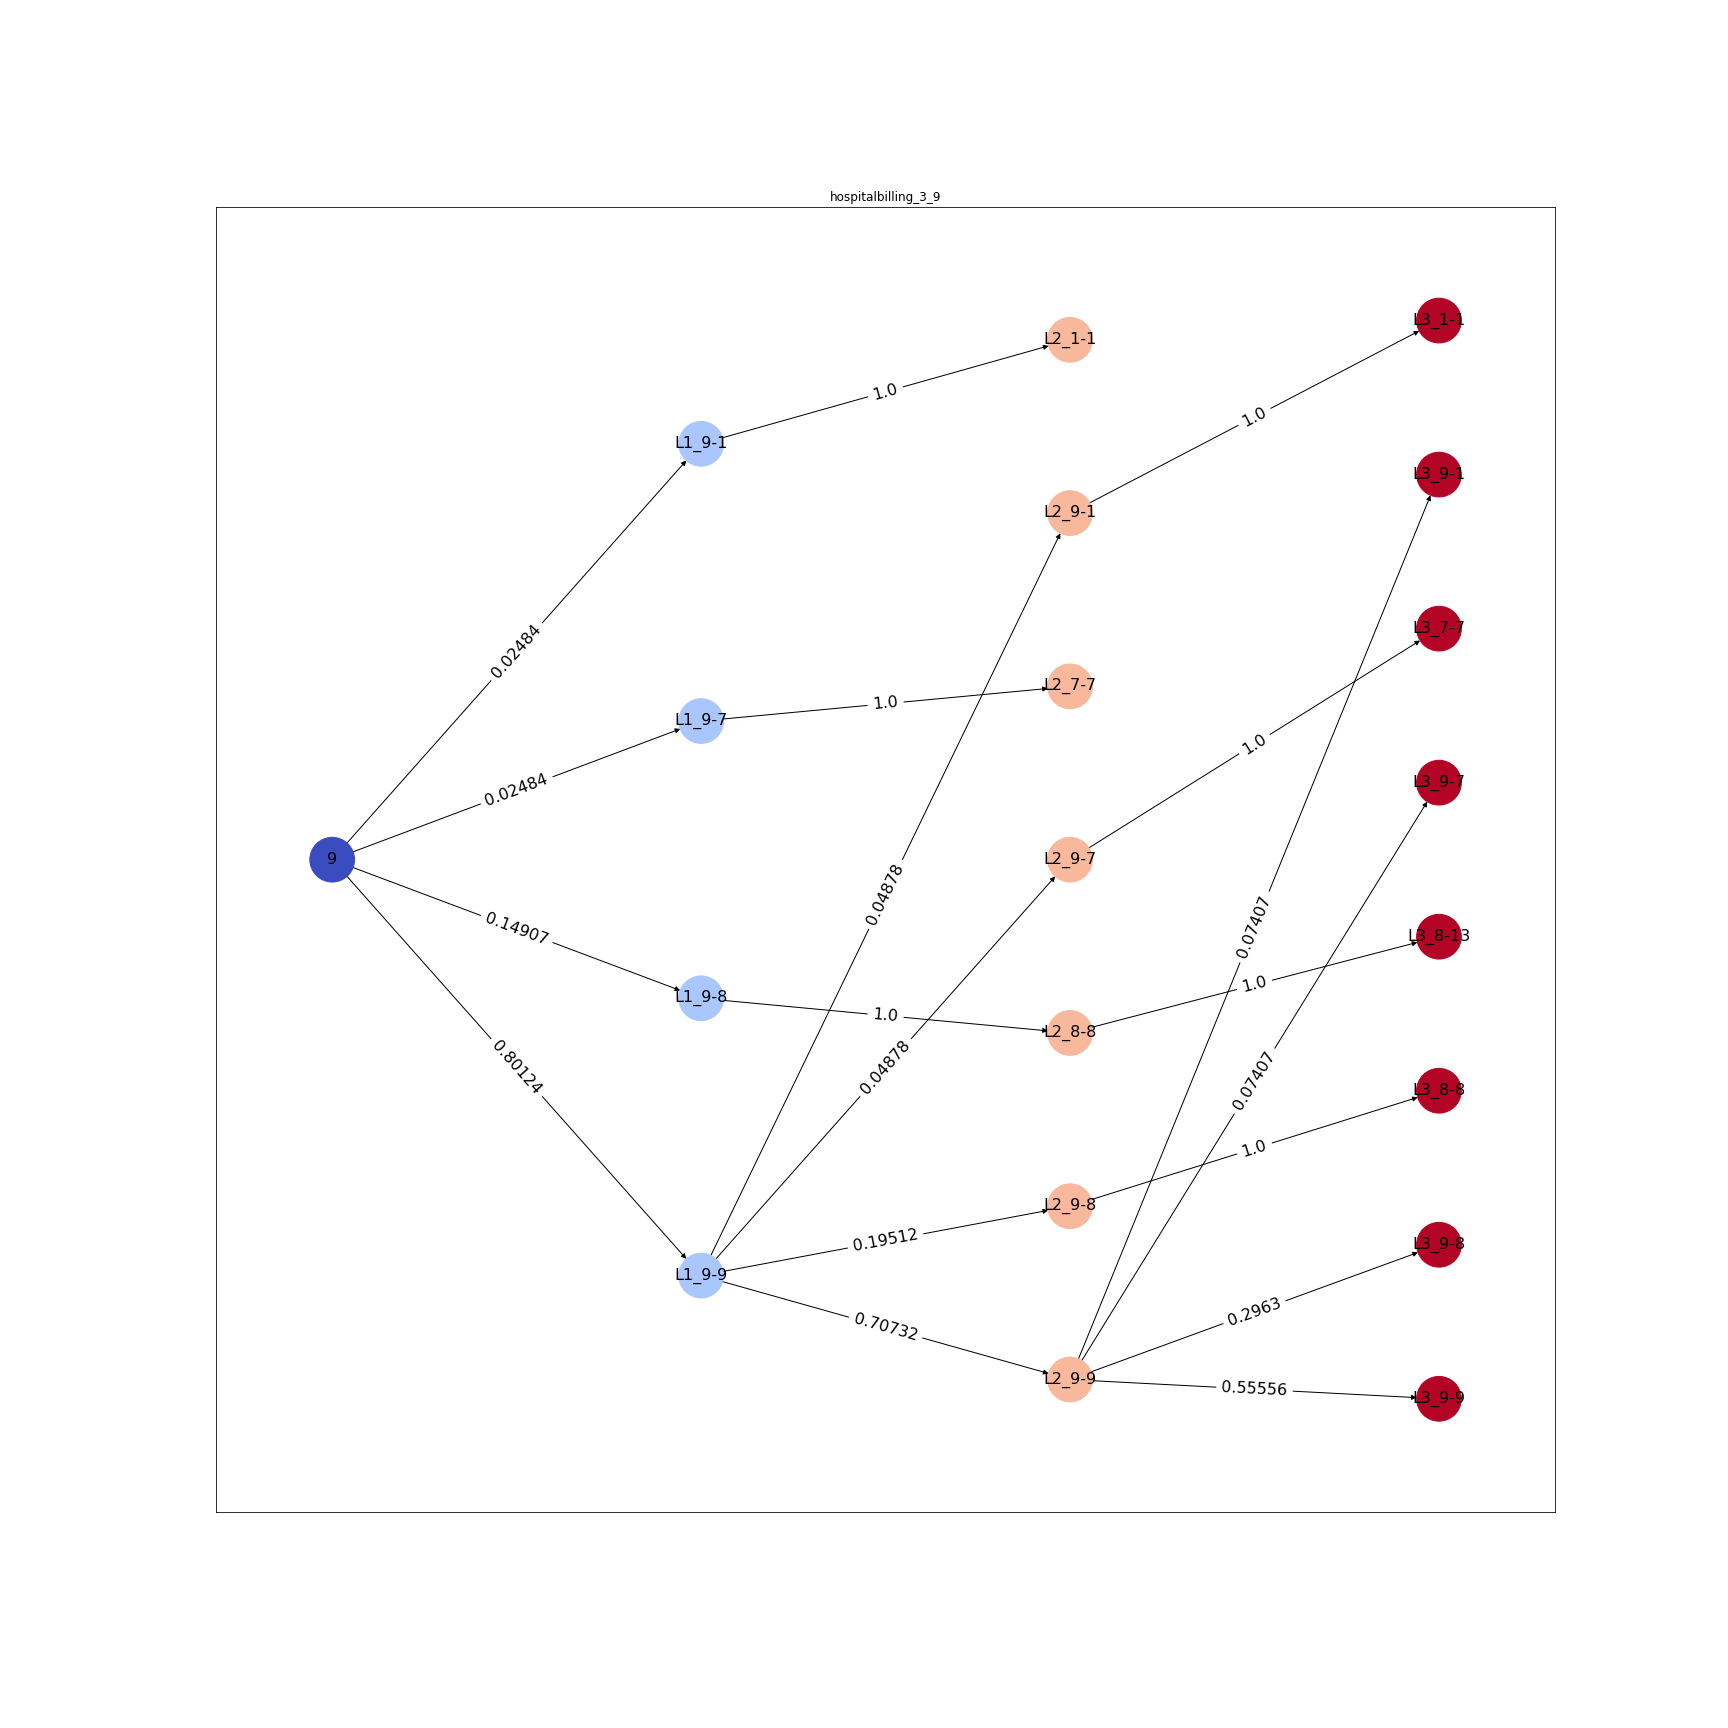 hospitalbilling_3_9
L3_1-1
L2_1-1
1.0
1.0
L1_9-1
L3_9-1
L2_9-1
0.02484
L3_7-7
L2_7-7
1.0
L1_9-7
1.0
0.02484
L3_9-7
9
L2_9-7
0.04878
0.14907
0.07407
L3_8-13
1.0
L1_9-8
1.0
L2_8-8
0.80124
0.04878
0.07407
L3_8-8
1.0
L2_9-8
0.19512
L3_9-8
L1_9-9
0.2963
0.70732
L2_9-9
0.55556
L3_9-9